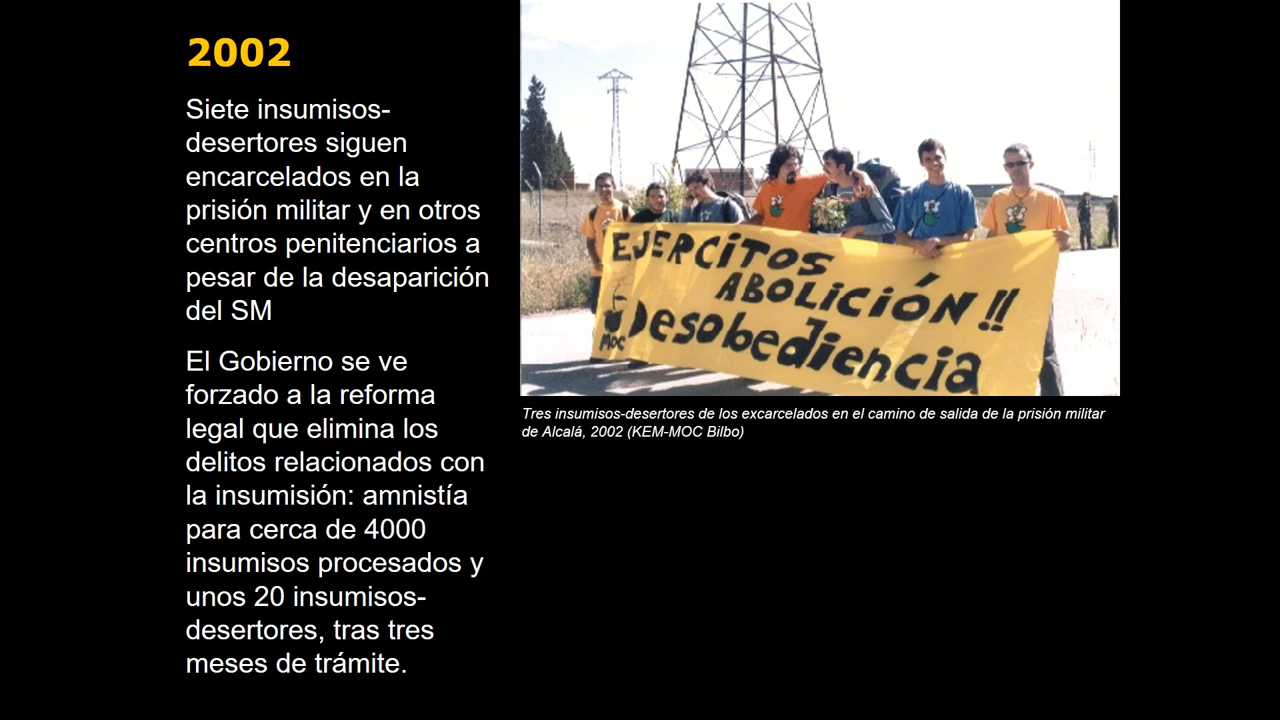 2002
Siete insumisos-
desertores siguen
encarcelados en la
prisión militar y en otros
centros penitenciarios a
pesar de la desaparición
del SM
El Gobierno se ve
forzado a la reforma
legal que elimina los
delitos relacionados con
la insumisión: amnistía
para cerca de 4000
insumisos procesados y
unos 20 insumisos-
desertores, tras tres
meses de trámite.
EJERCiTOS
ABOLiCiÓN!!
Desobediencia
MOC
Tres insumisos-desertores de los excarcelados en el camino de salida de la prisión militar
de Alcalá, 2002 (KEM-MOC Bilbo)